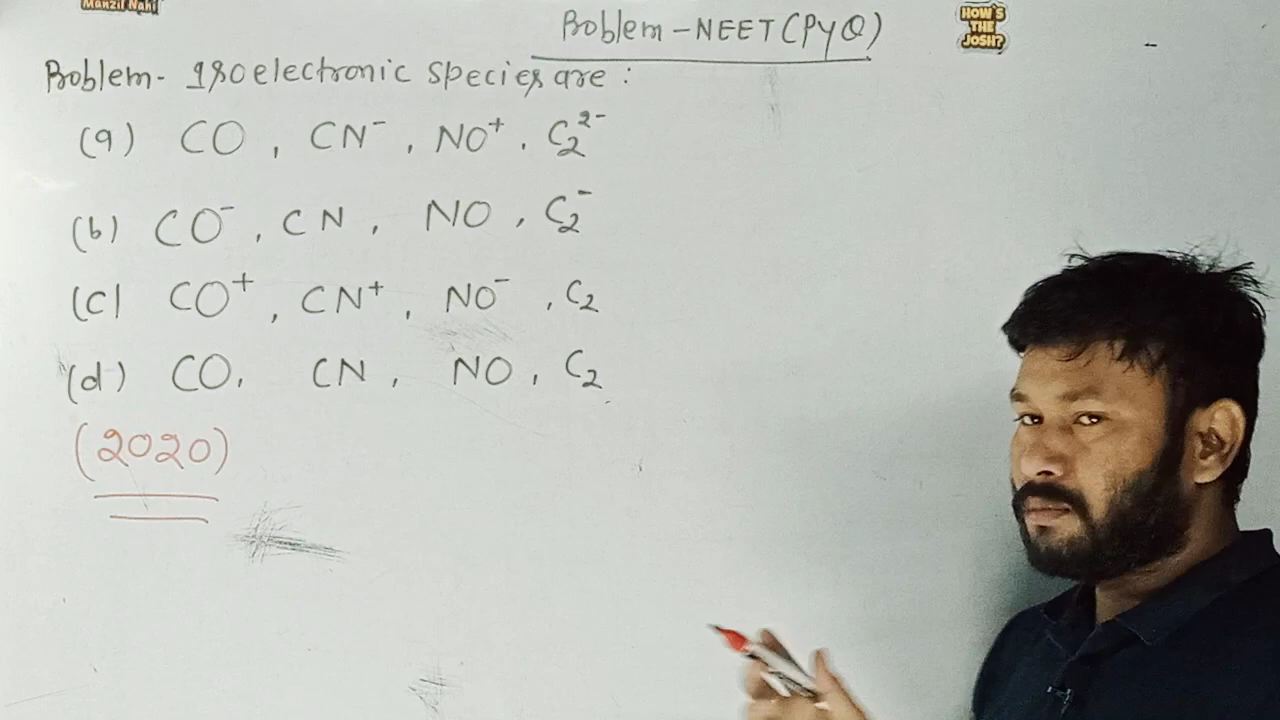 Manzil Nahi
Problem - NEET (PYQ)
HOW'S
THE
JOSH?
Problem - Isoelectronic species are :
(a) CO , CN⁻ , NO⁺ , C₂²⁻
(b) CO⁻ , CN , NO , C₂⁻
(c) CO⁺ , CN⁺ , NO⁻ , C₂
(d) CO , CN , NO , C₂
(2020)